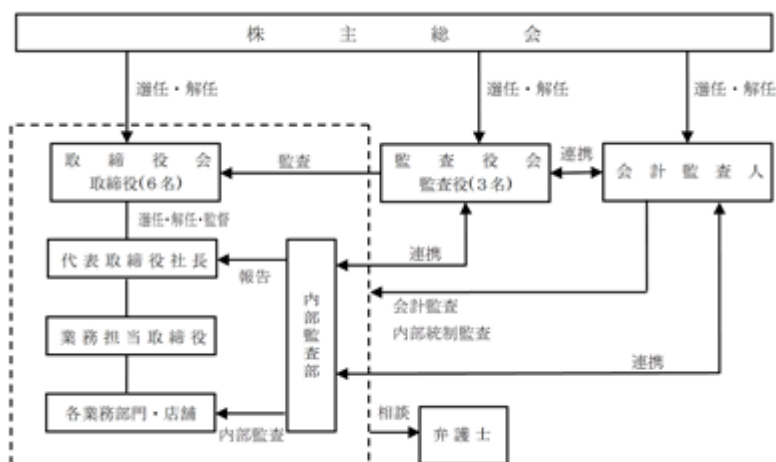 株主総会
選任・解任
選任・解任
選任・解任
取締役会
取締役(6名)
監査
監査役会
監査役(3名)
連携
会計監査人
選任・解任・監督
代表取締役社長
報告
内部監査部
連携
会計監査
内部統制監査
業務担当取締役
連携
各業務部門・店舗
内部監査
相談
弁護士